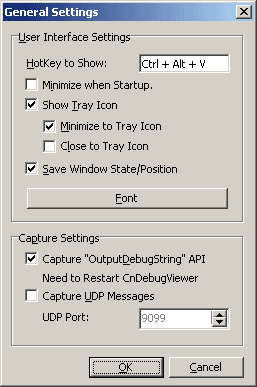 General Settings
User Interface Settings
HotKey to Show:
Ctrl + Alt + V
Minimize when Startup.
Show Tray Icon
Minimize to Tray Icon
Close to Tray Icon
Save Window State/Position
Font
Capture Settings
Capture "OutputDebugString" API
Need to Restart CnDebugViewer
Capture UDP Messages
UDP Port:
9099
OK
Cancel